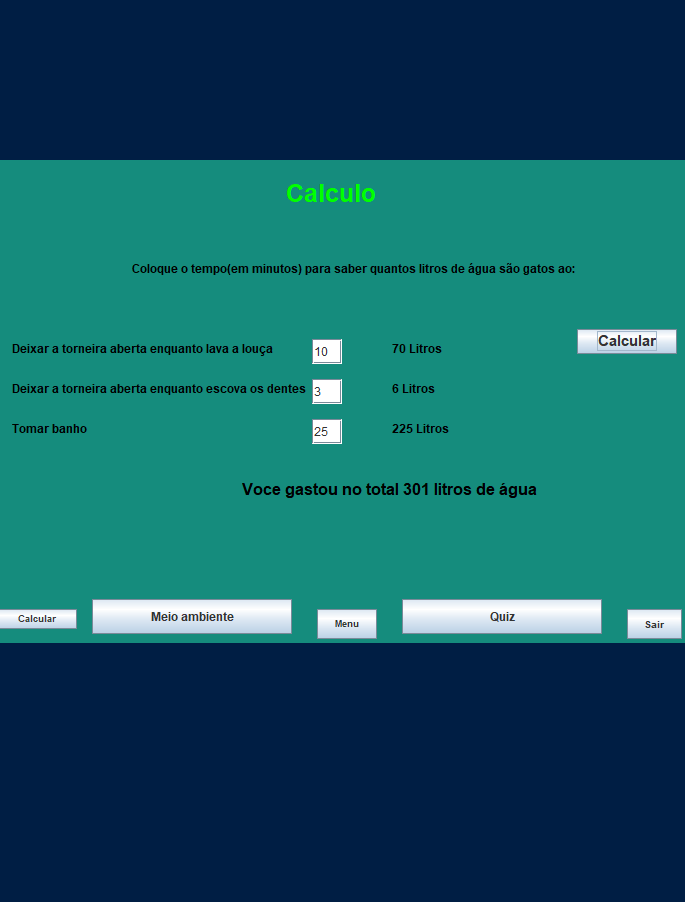 Calculo
Coloque o tempo(em minutos) para saber quantos litros de água são gatos ao:
Calcular
Deixar a torneira aberta enquanto lava a louça 10 70 Litros
Deixar a torneira aberta enquanto escova os dentes 3 6 Litros
Tomar banho 25 225 Litros
Voce gastou no total 301 litros de água
Calcular Meio ambiente Menu Quiz Sair